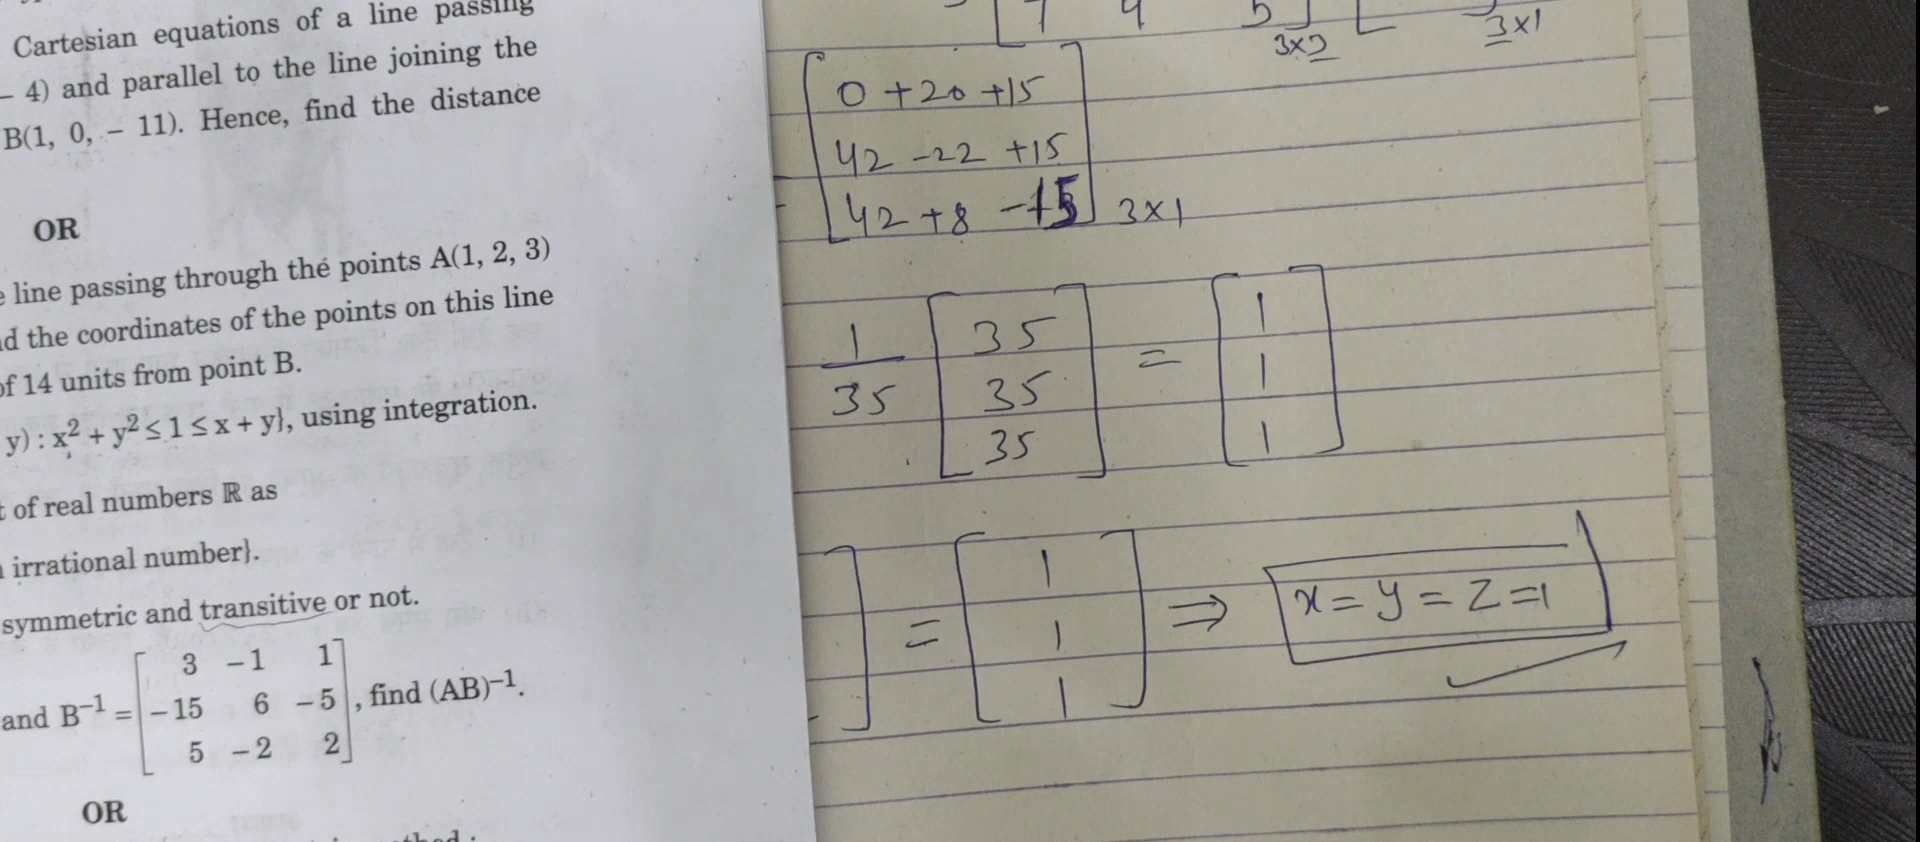 Cartesian equations of a line passing
– 4) and parallel to the line joining the
B(1, 0, – 11). Hence, find the distance
OR
line passing through the points A(1, 2, 3)
d the coordinates of the points on this line
of 14 units from point B.
y) : x² + y² ≤ 1 ≤ x + y}, using integration.
of real numbers ℝ as
irrational number}.
symmetric and transitive or not.
and B⁻¹ = [3 –1 1
–15 6 –5
5 –2 2], find (AB)⁻¹.
OR
3×3 3×1
[0 + 20 + 15
42 - 22 + 15
42 + 8 - 15] 3×1
1/35 [35
35
35] = [1
1
1]
] = [1
1
1] ⇒ x = y = z = 1